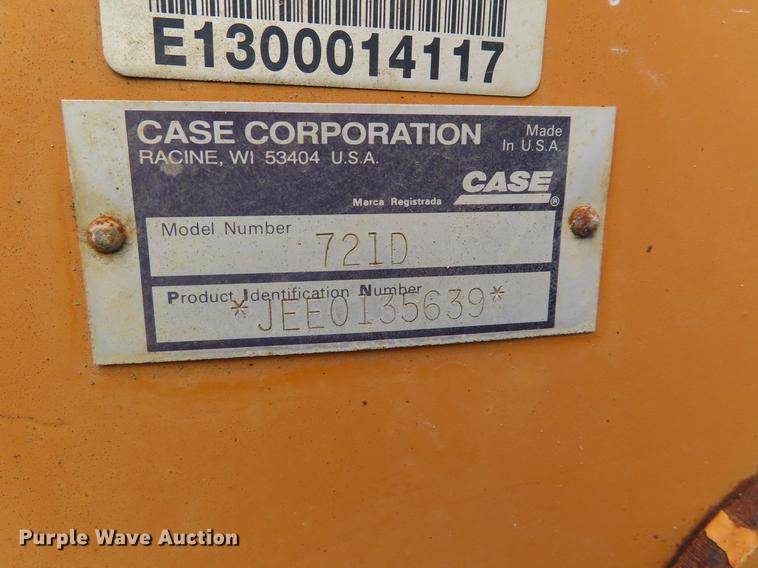 E1300014117
CASE CORPORATION
RACINE, WI 53404 U.S.A.
Made
In U.S.A.
CASE
®
Marca Registrada
Model Number
721D
Product Identification Number
*JEE0135639*
Purple Wave Auction